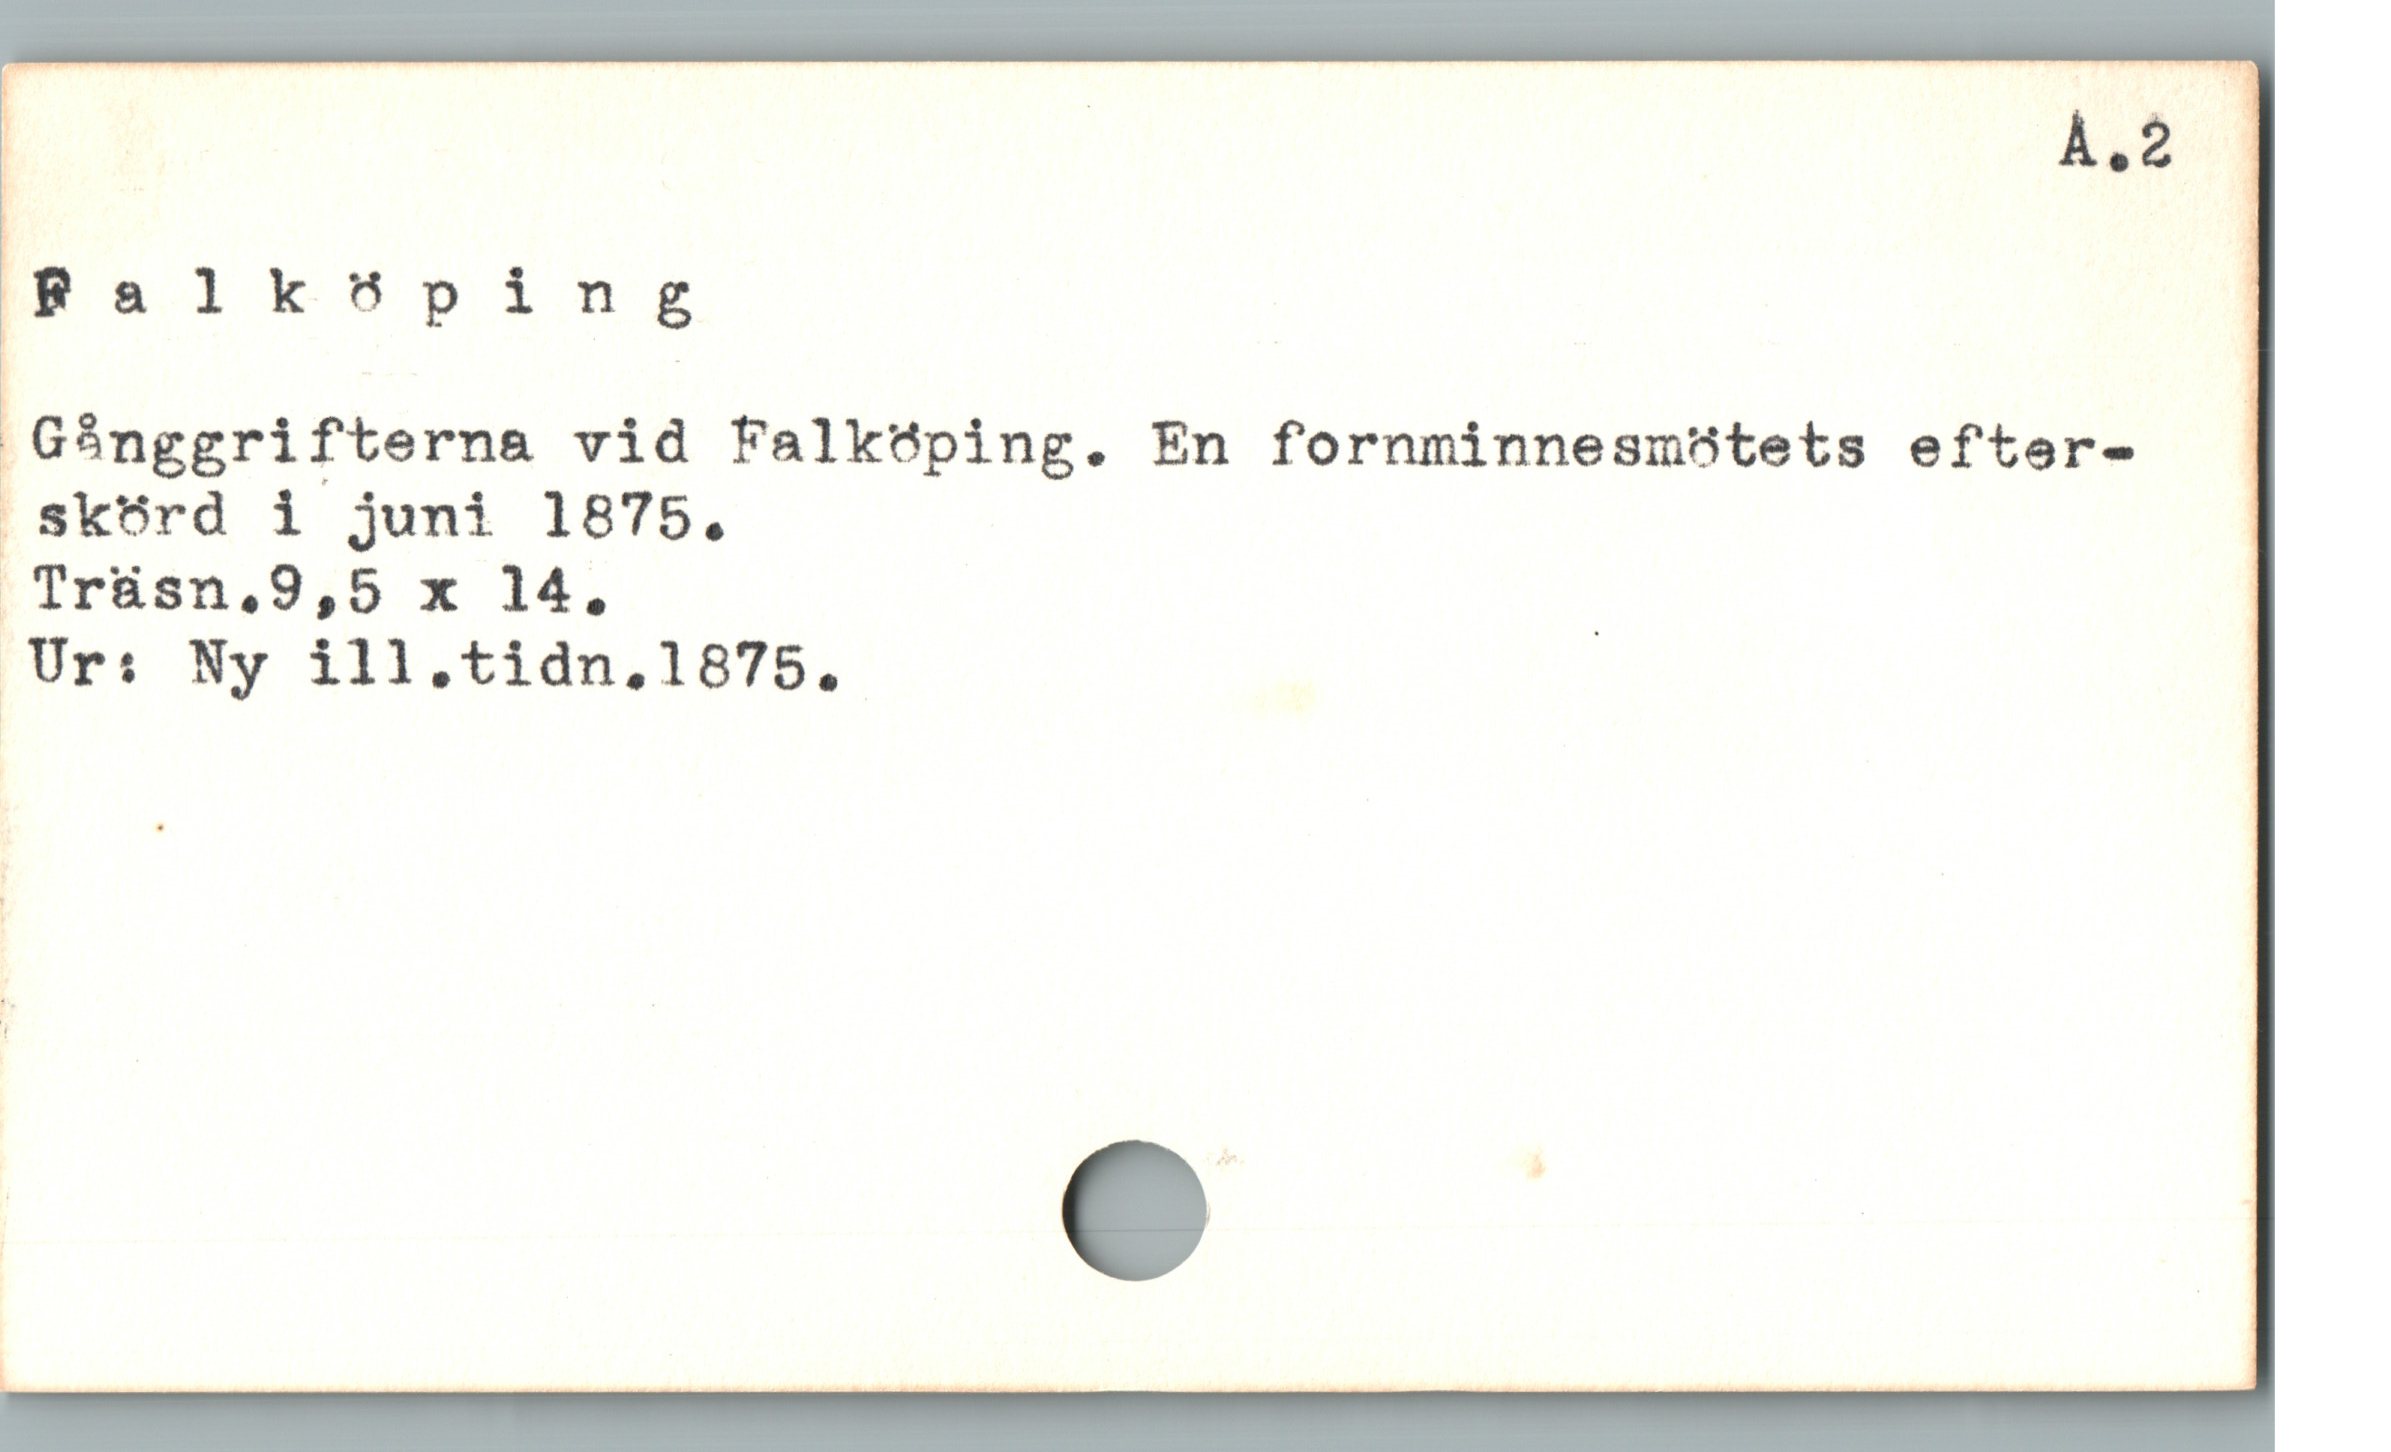 A.2
F a l k ö p i n g
Gånggrifterna vid Falköping. En fornminnesmötets efter-
skörd i juni 1875.
Träsn.9,5 x 14.
Ur: Ny ill.tidn.1875.